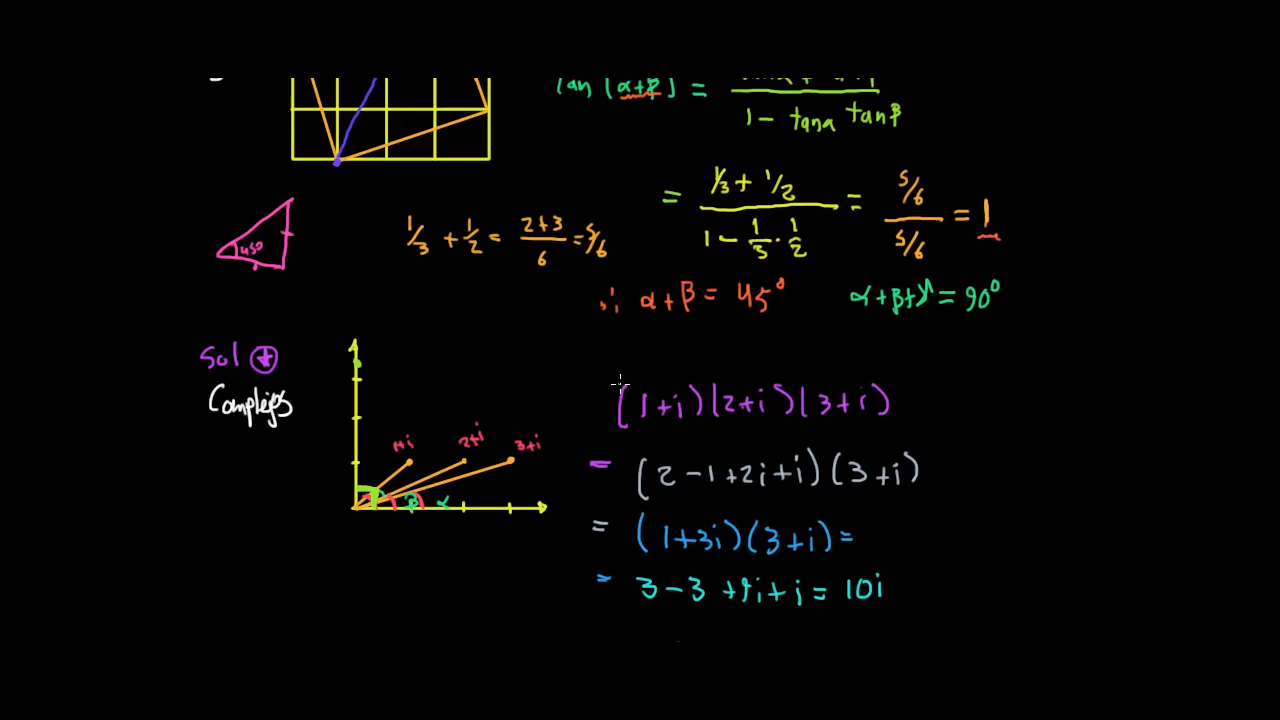 tan (α+β) =
1 - tanα tanβ
= 1/3 + 1/2 / 1 - 1/3 · 1/2 = 5/6 / 5/6 = 1
45°
1/3 + 1/2 = 2+3 / 6 = 5/6
∴ α+β = 45° α+β+γ = 90°
Sol
Complejos
1+i 2+i 3+i
β α
(1+i)(2+i)(3+i)
= (2-1+2i+i)(3+i)
= (1+3i)(3+i) =
= 3-3+9i+i = 10i